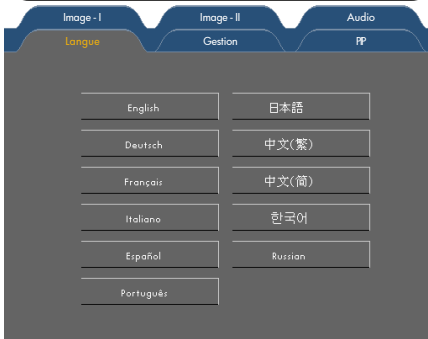 Image - I Image - II Audio
Langue Gestion PIP
English 日本語
Deutsch 中文(繁)
Français 中文(简)
Italiano 한국어
Español Russian
Português